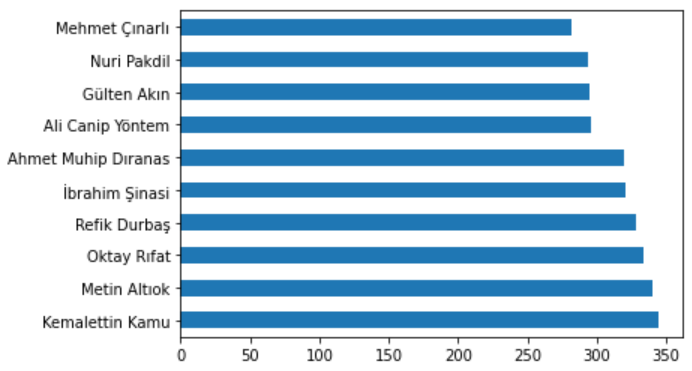 Mehmet Çınarlı
Nuri Pakdil
Gülten Akın
Ali Canip Yöntem
Ahmet Muhip Dıranas
İbrahim Şinasi
Refik Durbaş
Oktay Rıfat
Metin Altıok
Kemalettin Kamu
0 50 100 150 200 250 300 350